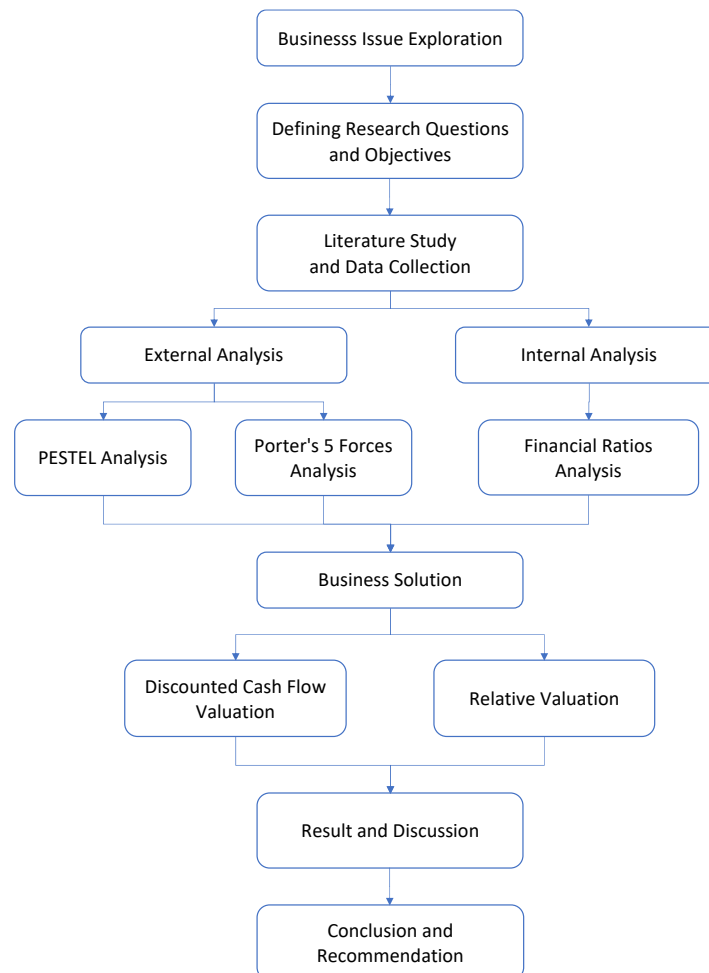 Businesss Issue Exploration
Defining Research Questions
and Objectives
Literature Study
and Data Collection
External Analysis
Internal Analysis
PESTEL Analysis
Porter's 5 Forces
Analysis
Financial Ratios
Analysis
Business Solution
Discounted Cash Flow
Valuation
Relative Valuation
Result and Discussion
Conclusion and
Recommendation